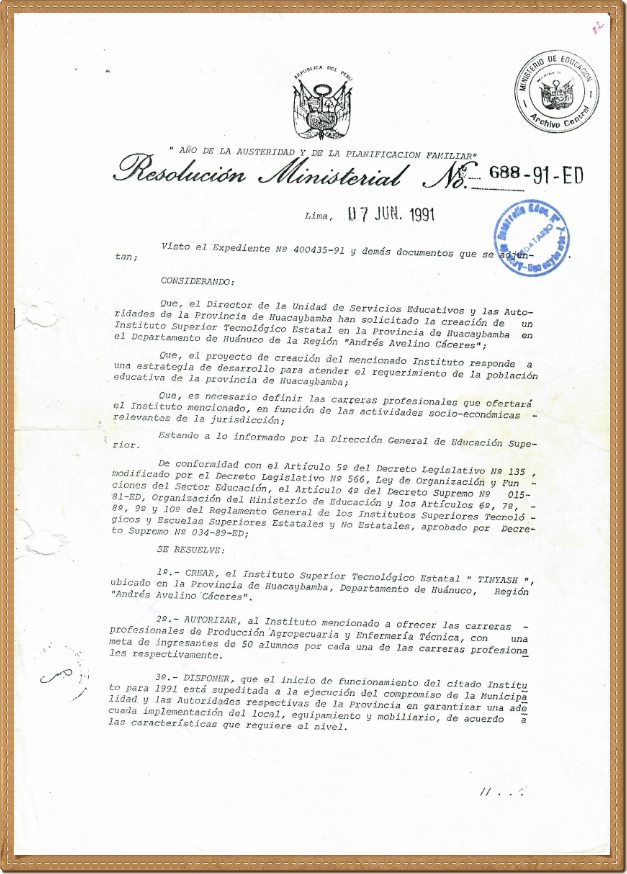 REPUBLICA DEL PERU
MINISTERIO DE EDUCACION
Archivo Central
" AÑO DE LA AUSTERIDAD Y DE LA PLANIFICACION FAMILIAR"
Resolución Ministerial No. 688-91-ED
Lima, 07 JUN. 1991
Visto el Expediente Nº 400435-91 y demás documentos que se adjun-
tan;
CONSIDERANDO:
Que, el Director de la Unidad de Servicios Educativos y las Auto-
ridades de la Provincia de Huacaybamba han solicitado la creación de un
Instituto Superior Tecnológico Estatal en la Provincia de Huacaybamba en
el Departamento de Huánuco de la Región "Andrés Avelino Cáceres";
Que, el proyecto de creación del mencionado Instituto responde a
una estrategia de desarrollo para atender el requerimiento de la población
educativa de la provincia de Huacaybamba;
Que, es necesario definir las carreras profesionales que ofertará
el Instituto mencionado, en función de las actividades socio-económicas -
relevantes de la jurisdicción;
Estando a lo informado por la Dirección General de Educación Supe-
rior.
De conformidad con el Artículo 5º del Decreto Legislativo Nº 135 ,
modificado por el Decreto Legislativo Nº 566, Ley de Organización y Fun -
ciones del Sector Educación, el Artículo 4º del Decreto Supremo Nº 015-
81-ED, Organización del Ministerio de Educación y los Artículos 6º, 7º, -
8º, 9º y 10º del Reglamento General de los Institutos Superiores Tecnoló -
gicos y Escuelas Superiores Estatales y No Estatales, aprobado por Decre-
to Supremo Nº 034-89-ED;
SE RESUELVE:
1º.- CREAR, el Instituto Superior Tecnológico Estatal " TINYASH ",
ubicado en la Provincia de Huacaybamba, Departamento de Huánuco, Región
"Andrés Avelino Cáceres".
2º.- AUTORIZAR, al Instituto mencionado a ofrecer las carreras -
profesionales de Producción Agropecuaria y Enfermería Técnica, con una
meta de ingresantes de 50 alumnos por cada una de las carreras profesiona
les respectivamente.
3º.- DISPONER, que el inicio de funcionamiento del citado Institu
to para 1991 está supeditada a la ejecución del compromiso de la Municipa
lidad y las Autoridades respectivas de la Provincia en garantizar una ade
cuada implementación del local, equipamiento y mobiliario, de acuerdo a
las características que requiere el nivel.
//...